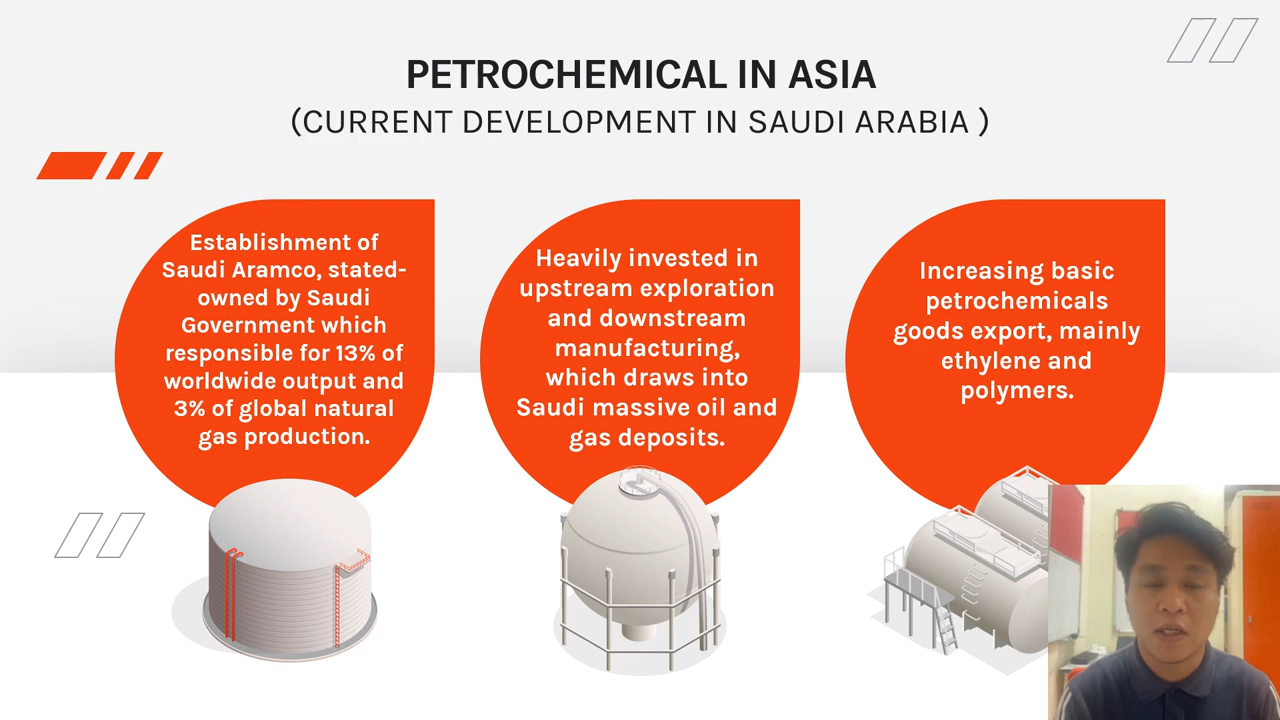 PETROCHEMICAL IN ASIA
(CURRENT DEVELOPMENT IN SAUDI ARABIA )
Establishment of
Saudi Aramco, stated-
owned by Saudi
Government which
responsible for 13% of
worldwide output and
3% of global natural
gas production.
Heavily invested in
upstream exploration
and downstream
manufacturing,
which draws into
Saudi massive oil and
gas deposits.
Increasing basic
petrochemicals
goods export, mainly
ethylene and
polymers.